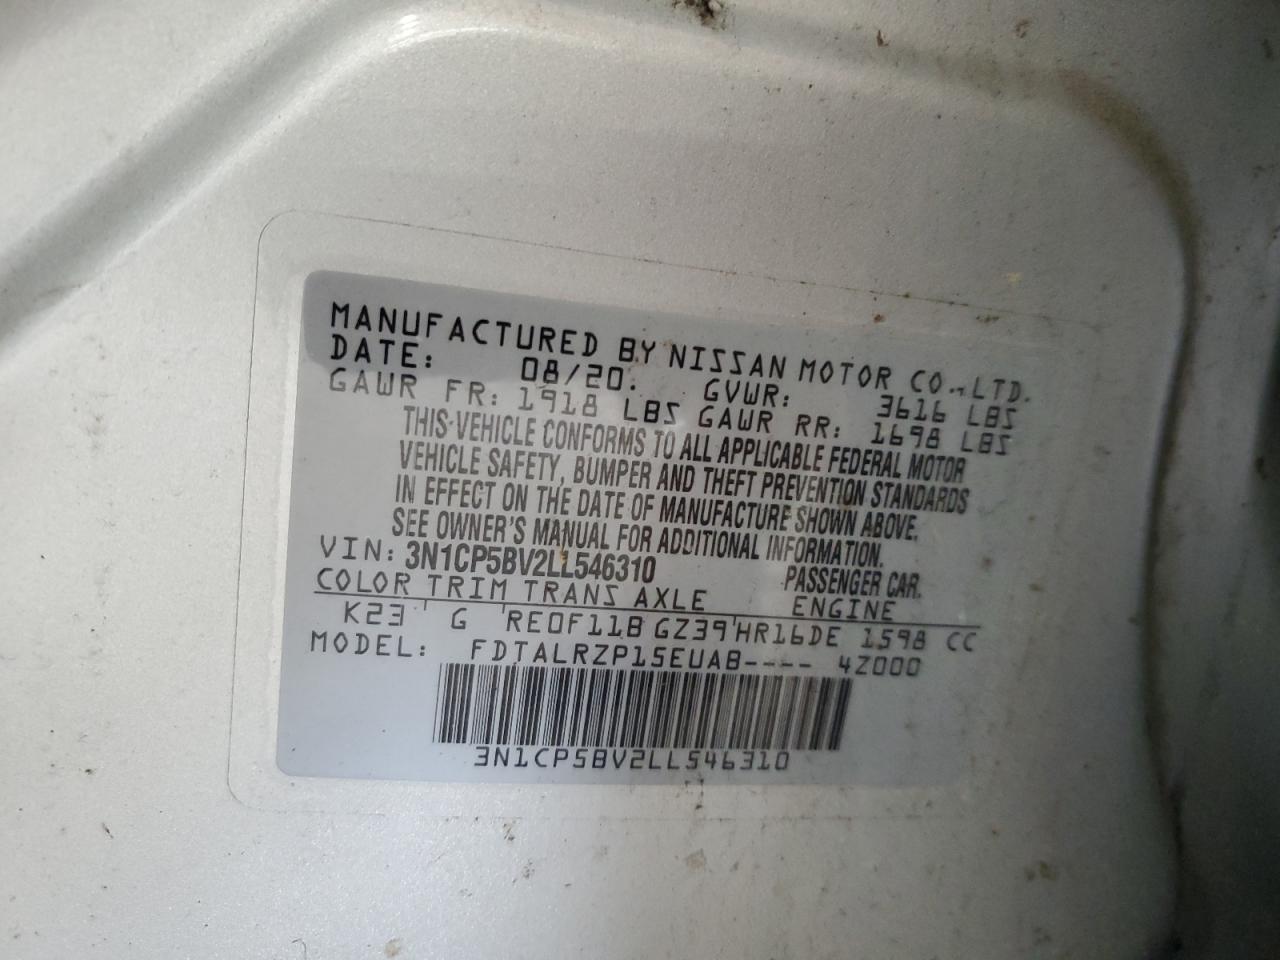 MANUFACTURED BY NISSAN MOTOR CO.,LTD.
DATE: 08/20. GVWR: 3616 LBS
GAWR FR: 1918 LBS GAWR RR: 1698 LBS
THIS VEHICLE CONFORMS TO ALL APPLICABLE FEDERAL MOTOR
VEHICLE SAFETY, BUMPER AND THEFT PREVENTION STANDARDS
IN EFFECT ON THE DATE OF MANUFACTURE SHOWN ABOVE.
SEE OWNER'S MANUAL FOR ADDITIONAL INFORMATION.
VIN: 3N1CP5BV2LL546310 PASSENGER CAR.
COLOR TRIM TRANS AXLE ENGINE
K23 G RE0F11B GZ39 HR16DE 1598 CC
MODEL: FDTALRZP15EUAB---- 4Z000
3N1CP5BV2LL546310